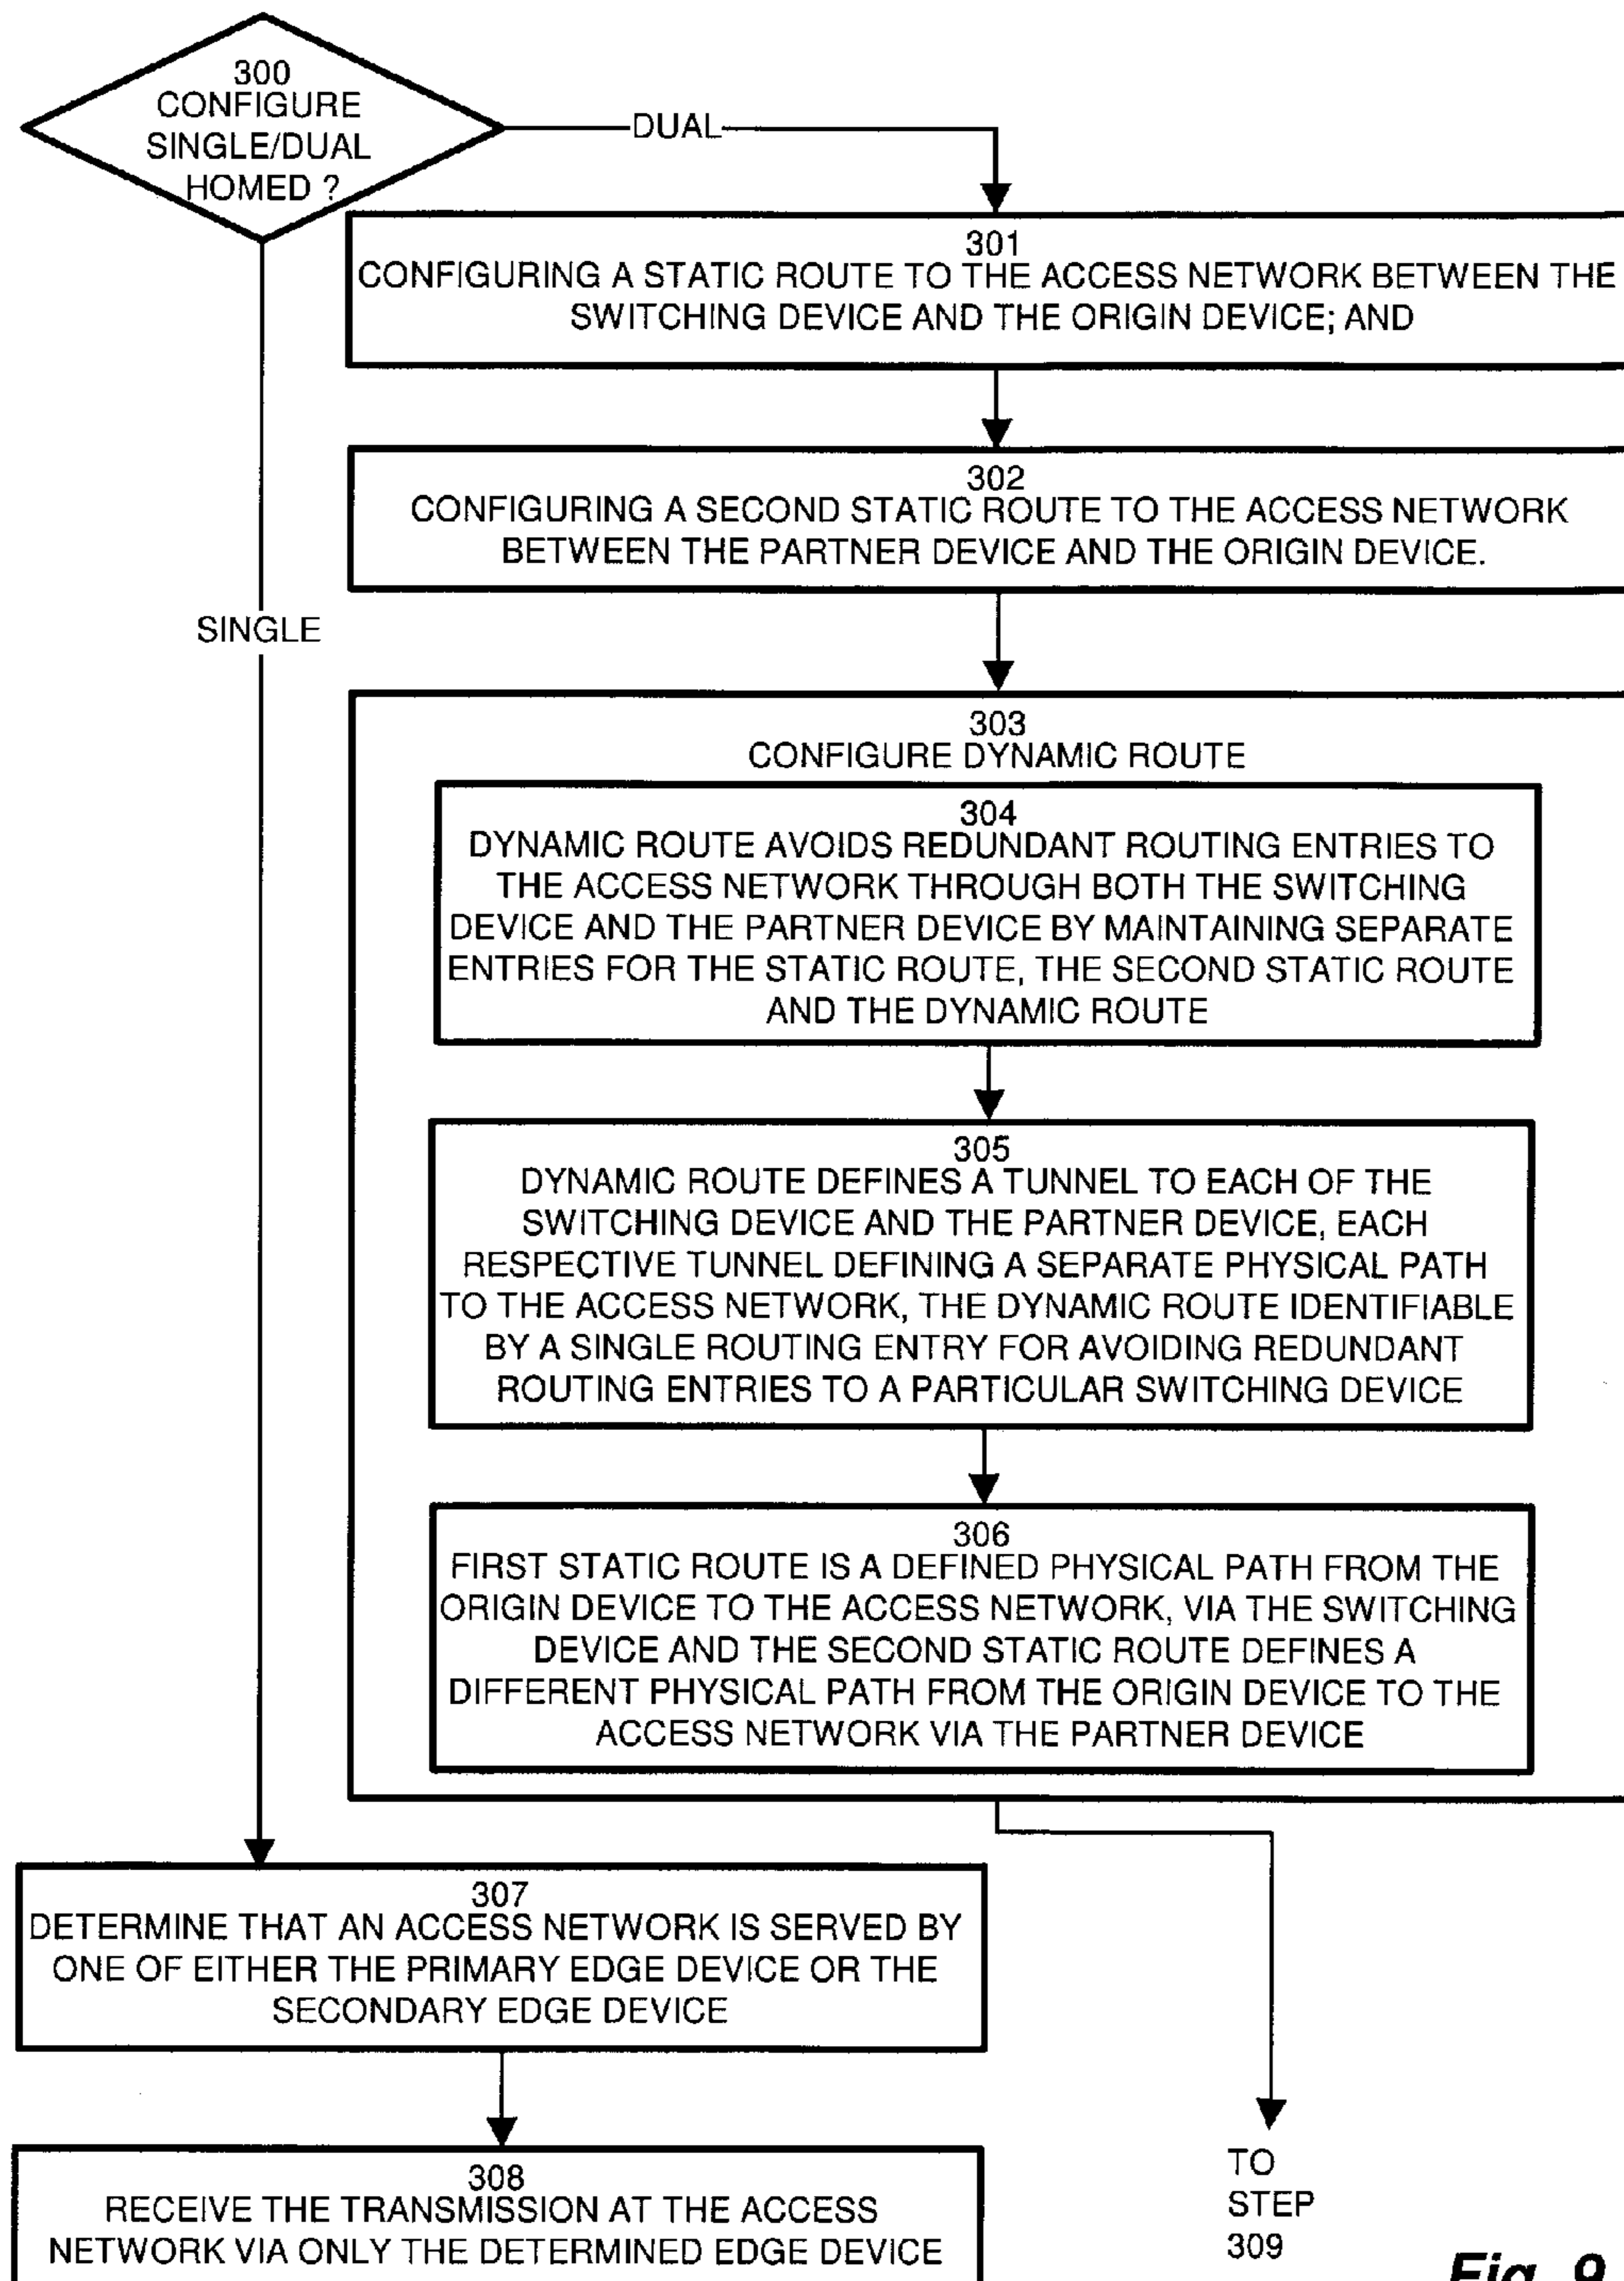 300
CONFIGURE
SINGLE/DUAL
HOMED ?
DUAL
301
CONFIGURING A STATIC ROUTE TO THE ACCESS NETWORK BETWEEN THE
SWITCHING DEVICE AND THE ORIGIN DEVICE; AND
302
CONFIGURING A SECOND STATIC ROUTE TO THE ACCESS NETWORK
BETWEEN THE PARTNER DEVICE AND THE ORIGIN DEVICE.
SINGLE
303
CONFIGURE DYNAMIC ROUTE
304
DYNAMIC ROUTE AVOIDS REDUNDANT ROUTING ENTRIES TO
THE ACCESS NETWORK THROUGH BOTH THE SWITCHING
DEVICE AND THE PARTNER DEVICE BY MAINTAINING SEPARATE
ENTRIES FOR THE STATIC ROUTE, THE SECOND STATIC ROUTE
AND THE DYNAMIC ROUTE
305
DYNAMIC ROUTE DEFINES A TUNNEL TO EACH OF THE
SWITCHING DEVICE AND THE PARTNER DEVICE, EACH
RESPECTIVE TUNNEL DEFINING A SEPARATE PHYSICAL PATH
TO THE ACCESS NETWORK, THE DYNAMIC ROUTE IDENTIFIABLE
BY A SINGLE ROUTING ENTRY FOR AVOIDING REDUNDANT
ROUTING ENTRIES TO A PARTICULAR SWITCHING DEVICE
306
FIRST STATIC ROUTE IS A DEFINED PHYSICAL PATH FROM THE
ORIGIN DEVICE TO THE ACCESS NETWORK, VIA THE SWITCHING
DEVICE AND THE SECOND STATIC ROUTE DEFINES A
DIFFERENT PHYSICAL PATH FROM THE ORIGIN DEVICE TO THE
ACCESS NETWORK VIA THE PARTNER DEVICE
307
DETERMINE THAT AN ACCESS NETWORK IS SERVED BY
ONE OF EITHER THE PRIMARY EDGE DEVICE OR THE
SECONDARY EDGE DEVICE
308
RECEIVE THE TRANSMISSION AT THE ACCESS
NETWORK VIA ONLY THE DETERMINED EDGE DEVICE
TO
STEP
309
Fig. 9